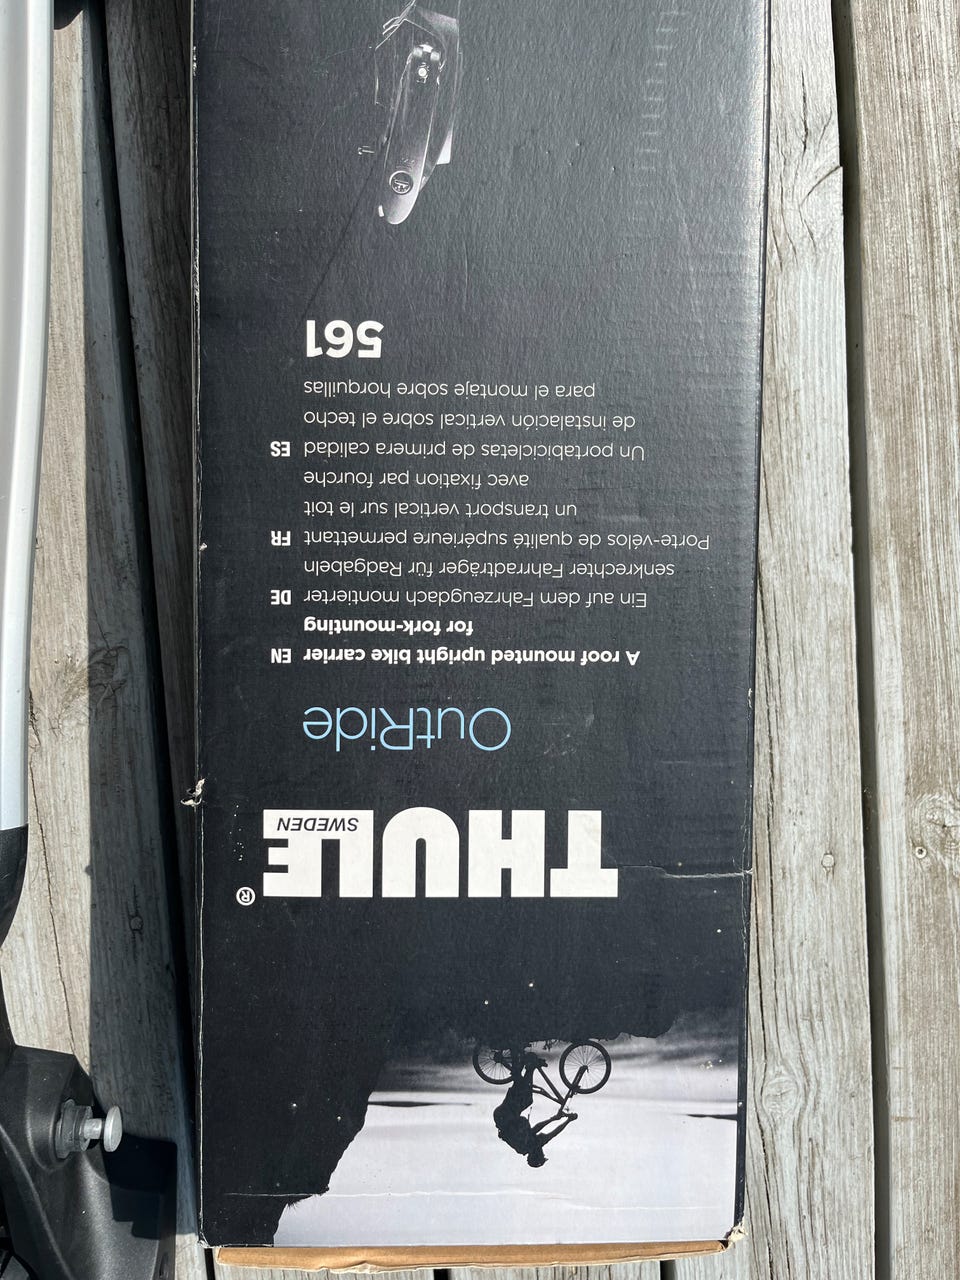 THULE®
SWEDEN
OutRide
A roof mounted upright bike carrier EN
for fork-mounting
Ein auf dem Fahrzeugdach montierter DE
senkrechter Fahrradträger für Radgabeln
Porte-vélos de qualité supérieure permettant FR
un transport vertical sur le toit
avec fixation par fourche
Un portabicicletas de primera calidad ES
de instalación vertical sobre el techo
para el montaje sobre horquillas
561